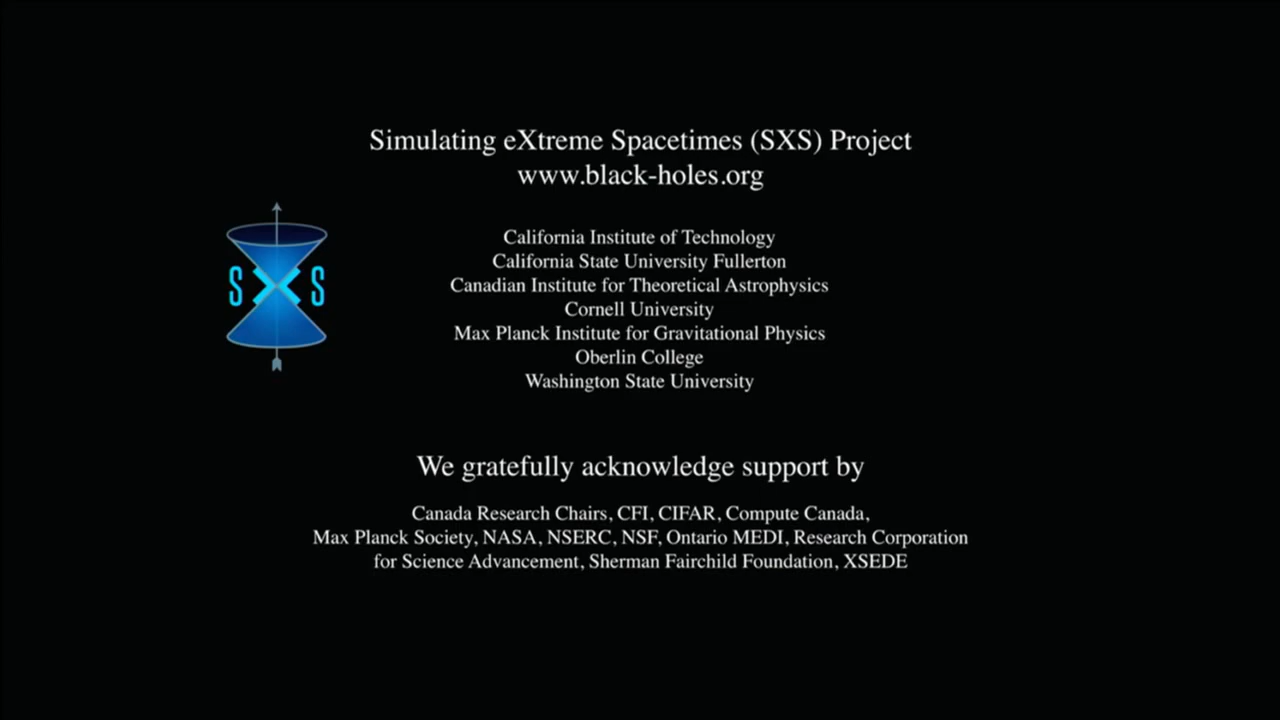 Simulating eXtreme Spacetimes (SXS) Project
www.black-holes.org
SXS
California Institute of Technology
California State University Fullerton
Canadian Institute for Theoretical Astrophysics
Cornell University
Max Planck Institute for Gravitational Physics
Oberlin College
Washington State University
We gratefully acknowledge support by
Canada Research Chairs, CFI, CIFAR, Compute Canada,
Max Planck Society, NASA, NSERC, NSF, Ontario MEDI, Research Corporation
for Science Advancement, Sherman Fairchild Foundation, XSEDE